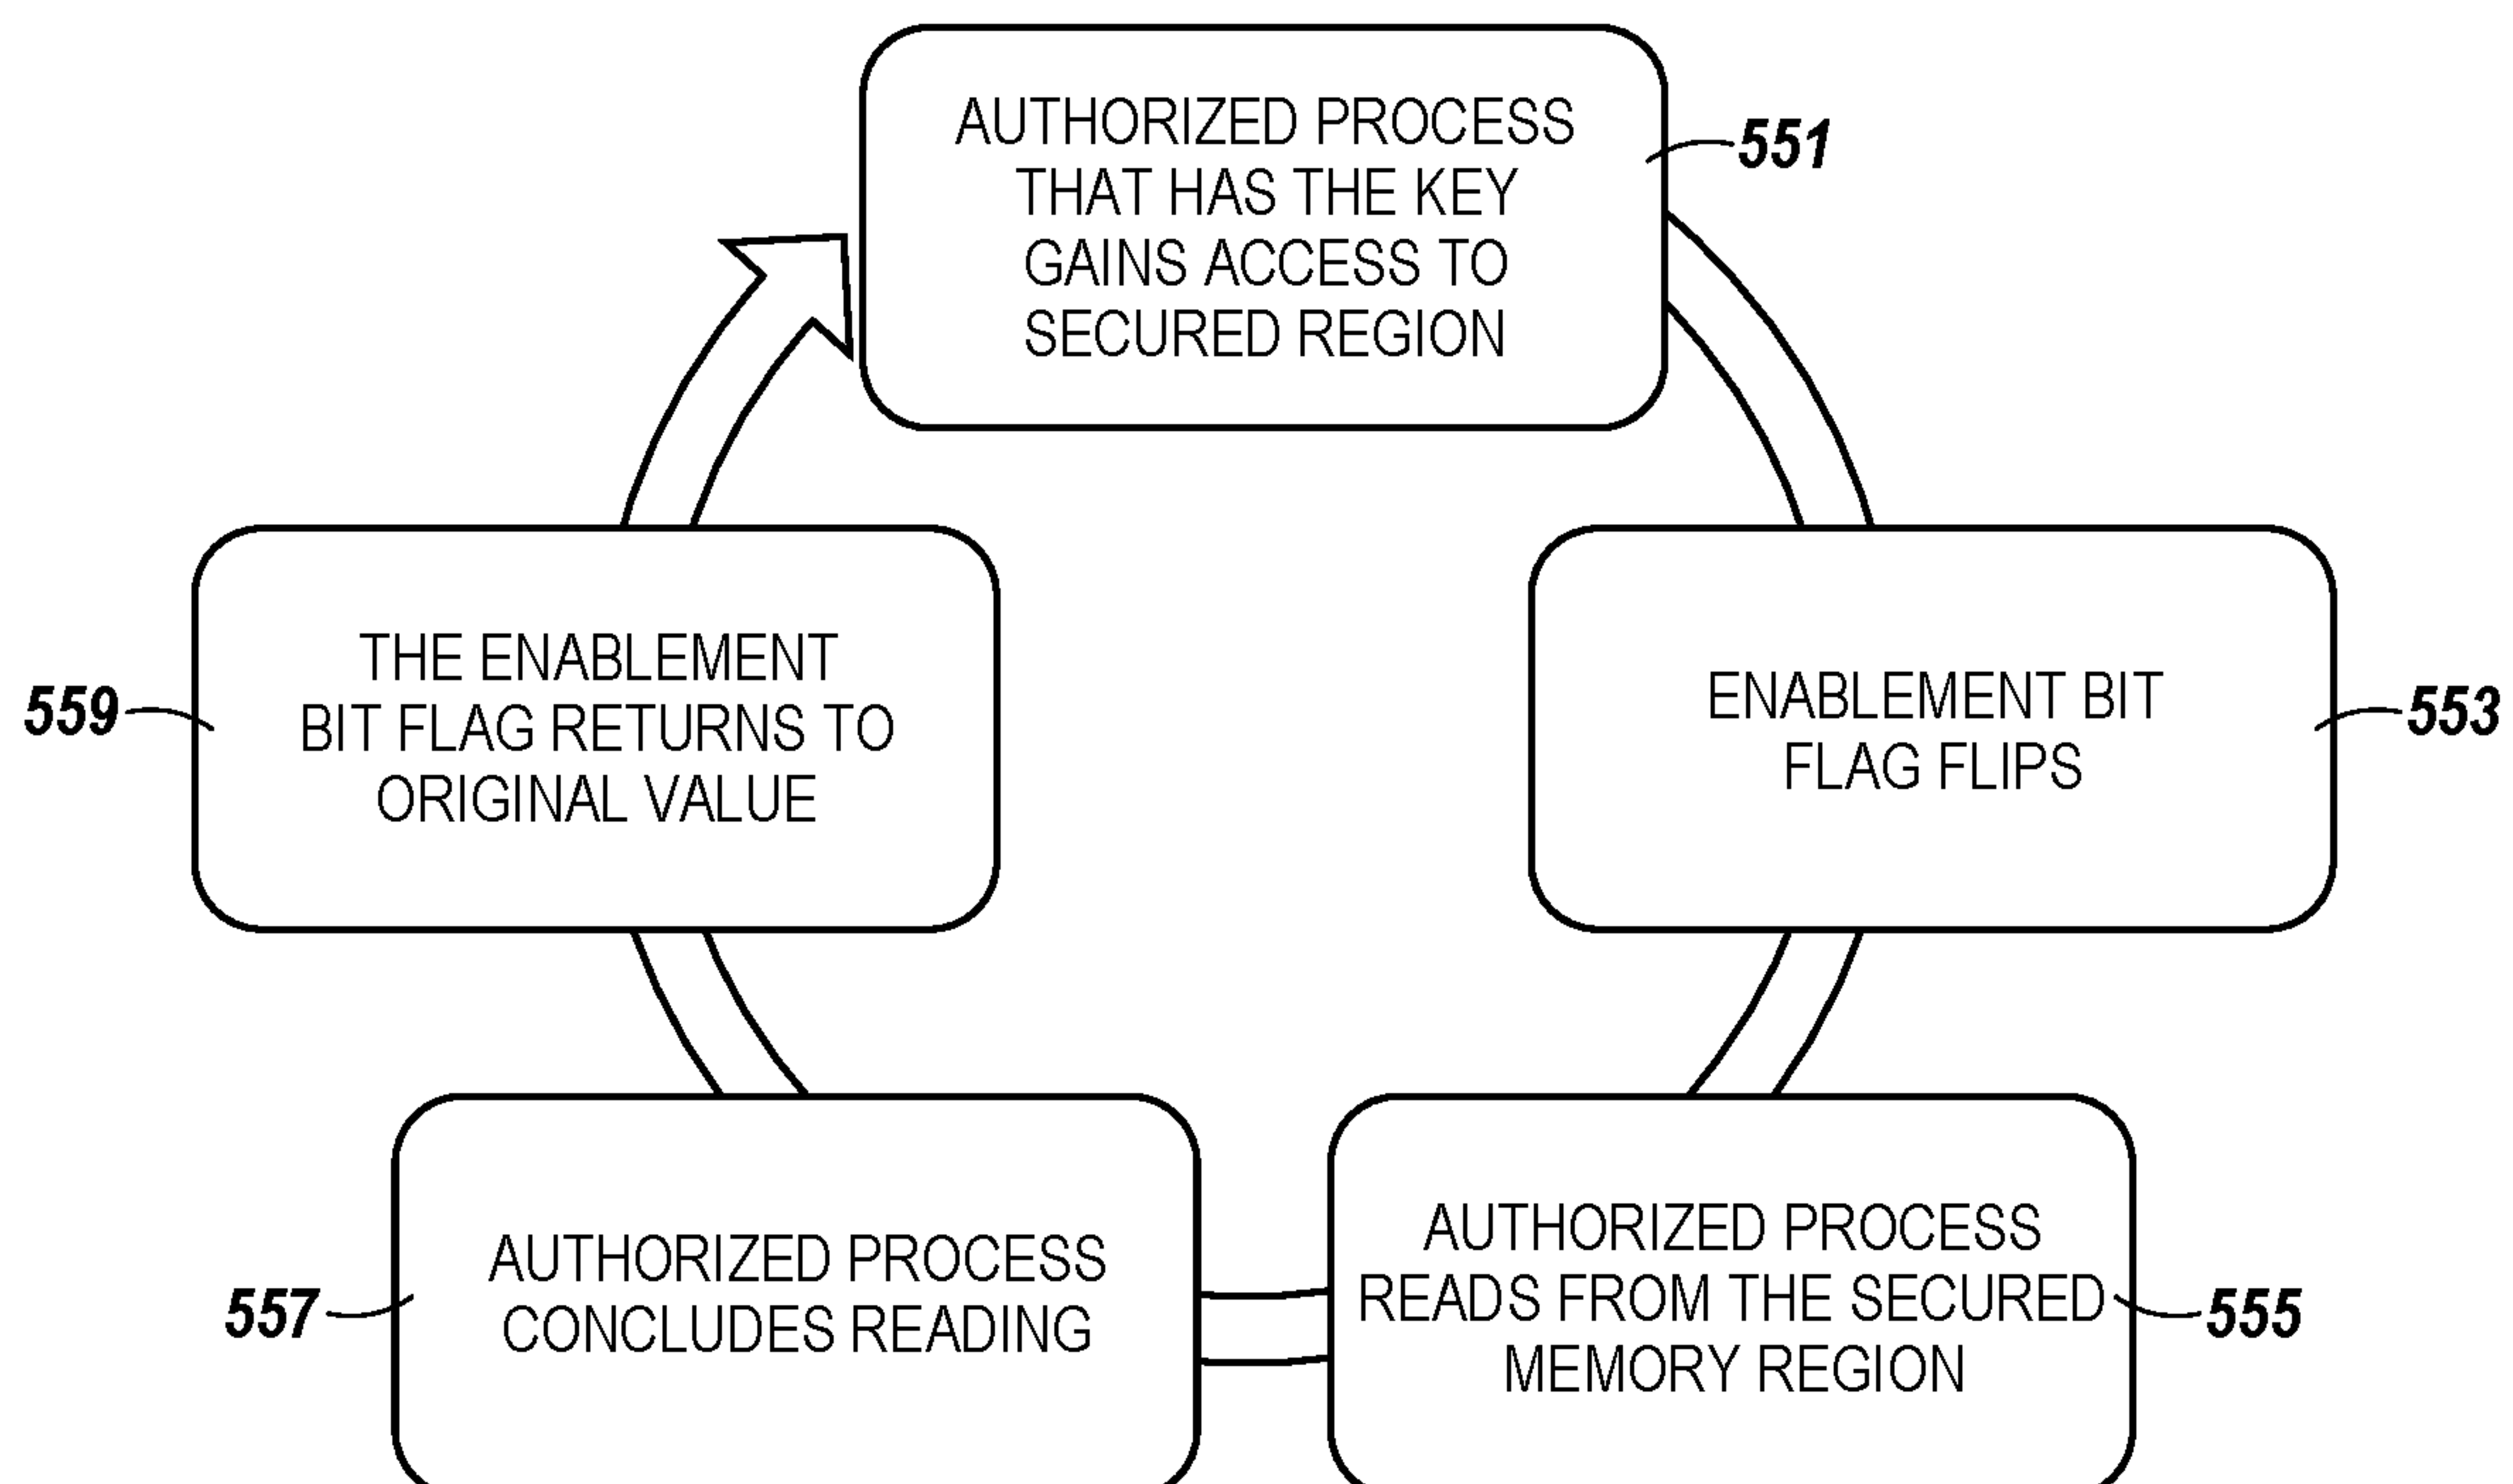 AUTHORIZED PROCESS
THAT HAS THE KEY
GAINS ACCESS TO
SECURED REGION
551
ENABLEMENT BIT
FLAG FLIPS
553
AUTHORIZED PROCESS
READS FROM THE SECURED
MEMORY REGION
555
AUTHORIZED PROCESS
CONCLUDES READING
557
THE ENABLEMENT
BIT FLAG RETURNS TO
ORIGINAL VALUE
559